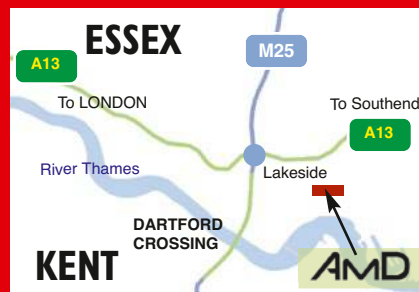 ESSEX
A13
M25
To LONDON
To Southend
A13
River Thames
Lakeside
DARTFORD
CROSSING
KENT
AMD